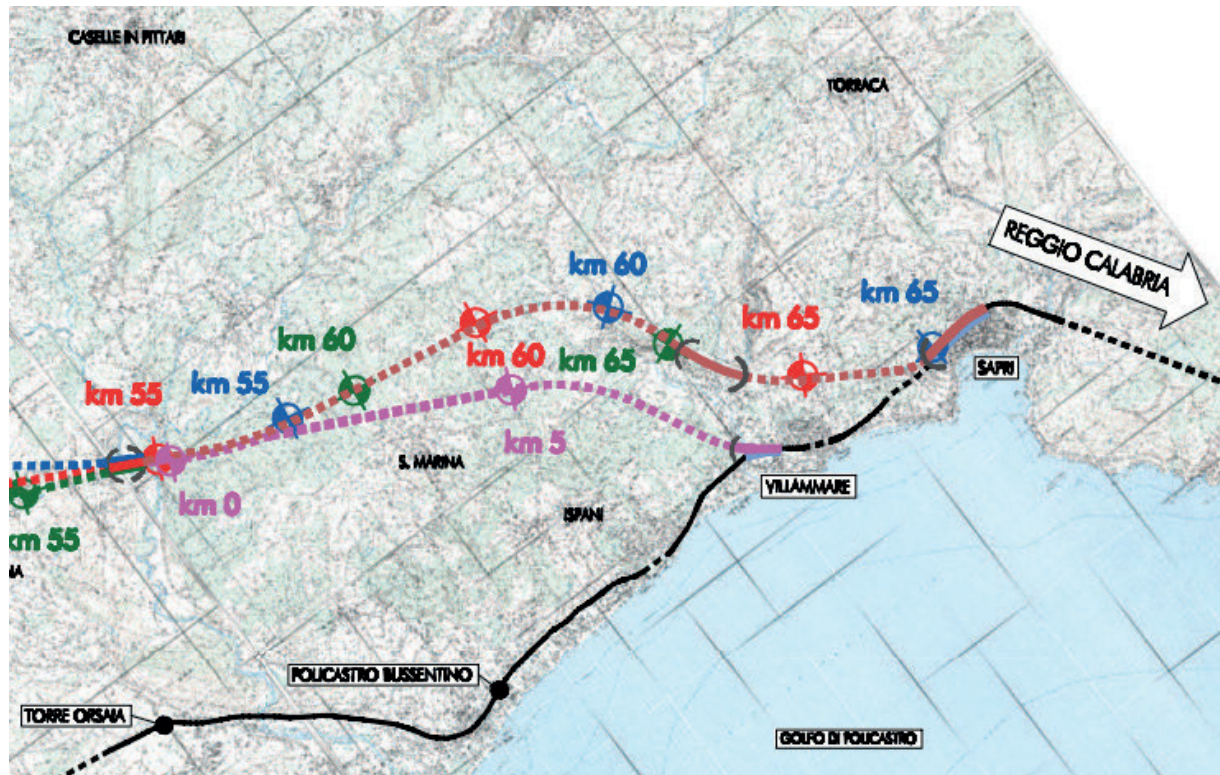 CASELLE IN PITTARI
TORRACA
REGGIO CALABRIA
km 60
km 65
km 65
km 60
km 60
km 65
km 55
km 55
SAPRI
km 5
S. MARINA
VILLAMMARE
km 0
ISPANI
km 55
POLICASTRO BUSSENTINO
TORRE ORSAIA
GOLFO DI POLICASTRO